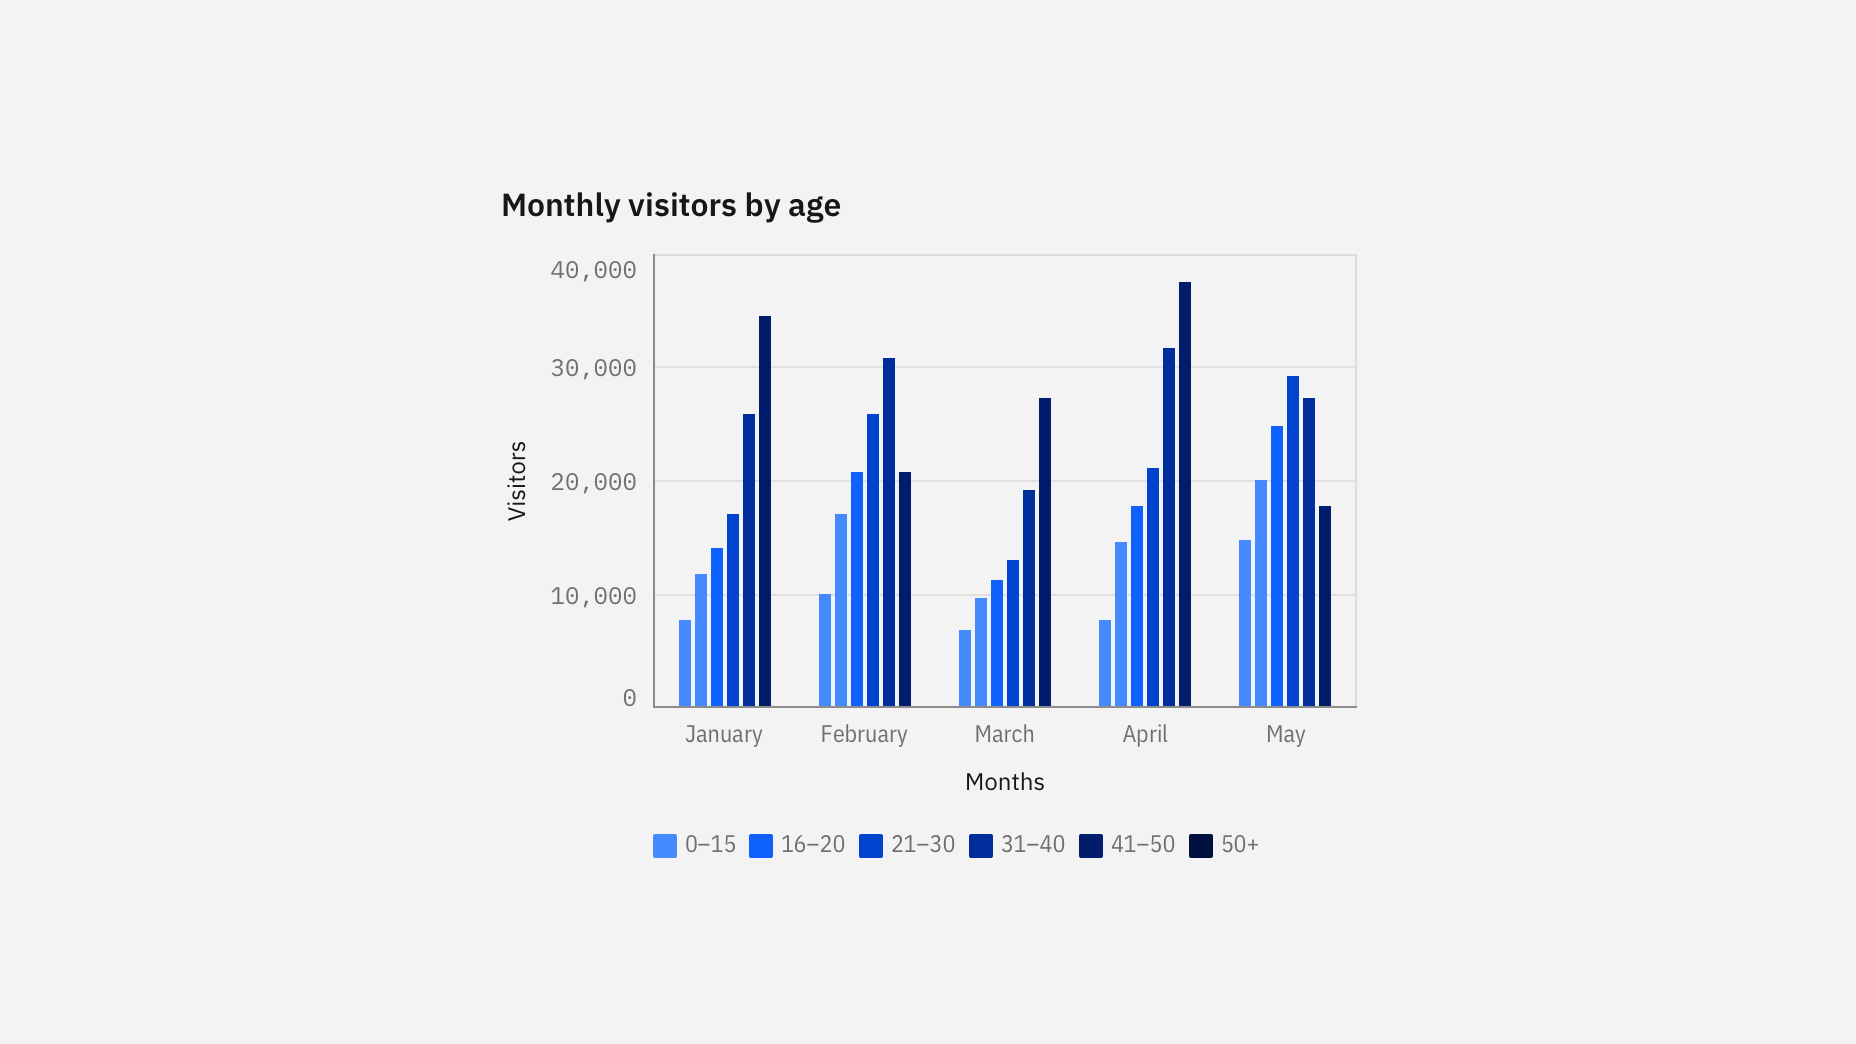 Monthly visitors by age
40,000
30,000
20,000
10,000
0
Visitors
January February March April May
Months
0–15 16–20 21–30 31–40 41–50 50+